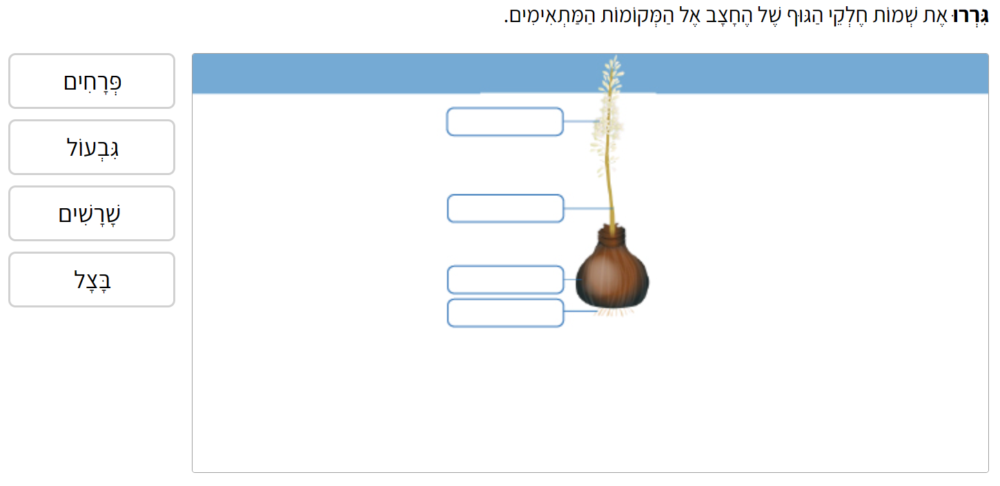 גִּרְרוּ אֶת שְׁמוֹת חֶלְקֵי הַגּוּף שֶׁל הֶחָצָב אֶל הַמְּקוֹמוֹת הַמַּתְאִימִים.
פְּרָחִים
גִּבְעוֹל
שָׁרָשִׁים
בָּצָל